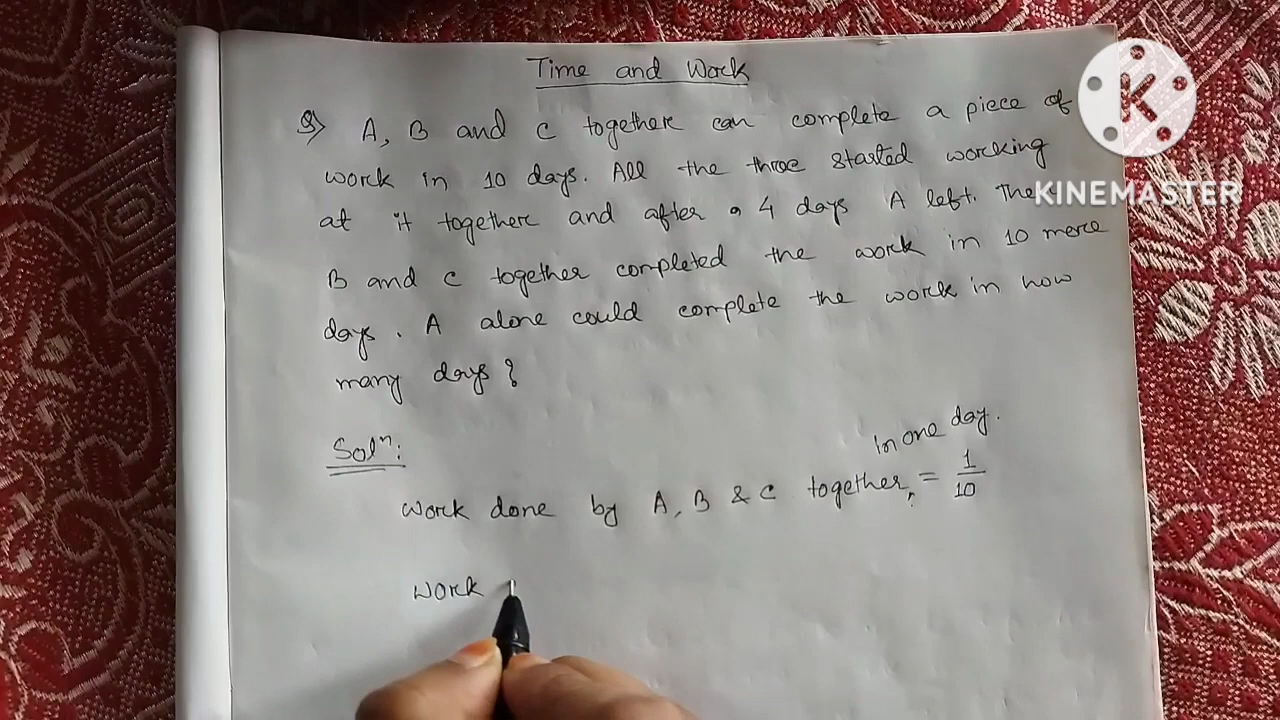 Time and Work
Q> A, B and C together can complete a piece of
work in 10 days. All the three started working
at it together and after a 4 days A left. Then
B and C together completed the work in 10 more
days. A alone could complete the work in how
many days?
Solⁿ:
in one day.
Work done by A, B & C together, = 1/10
Work
K
KINEMASTER